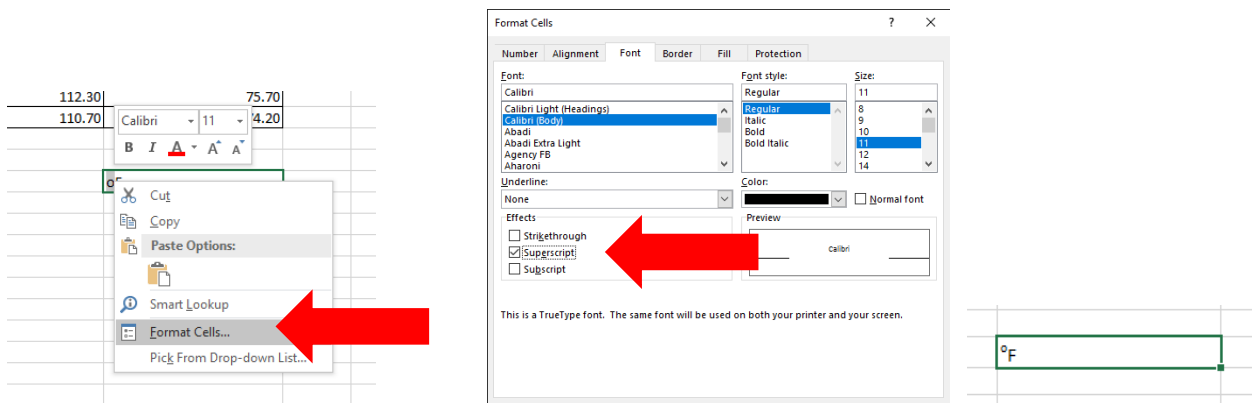 112.30 75.70
110.70 4.20
Calibri 11
B I A A A
oF
Cut
Copy
Paste Options:
Smart Lookup
Format Cells...
Pick From Drop-down List...
Format Cells ? ×
Number Alignment Font Border Fill Protection
Font: Font style: Size:
Calibri Regular 11
Calibri Light (Headings) Regular 8
Calibri (Body) Italic 9
Abadi Bold 10
Abadi Extra Light Bold Italic 11
Agency FB 12
Aharoni 14
Underline: Color:
None Normal font
Effects Preview
Strikethrough
Superscript Calibri
Subscript
This is a TrueType font. The same font will be used on both your printer and your screen.
ᵒF